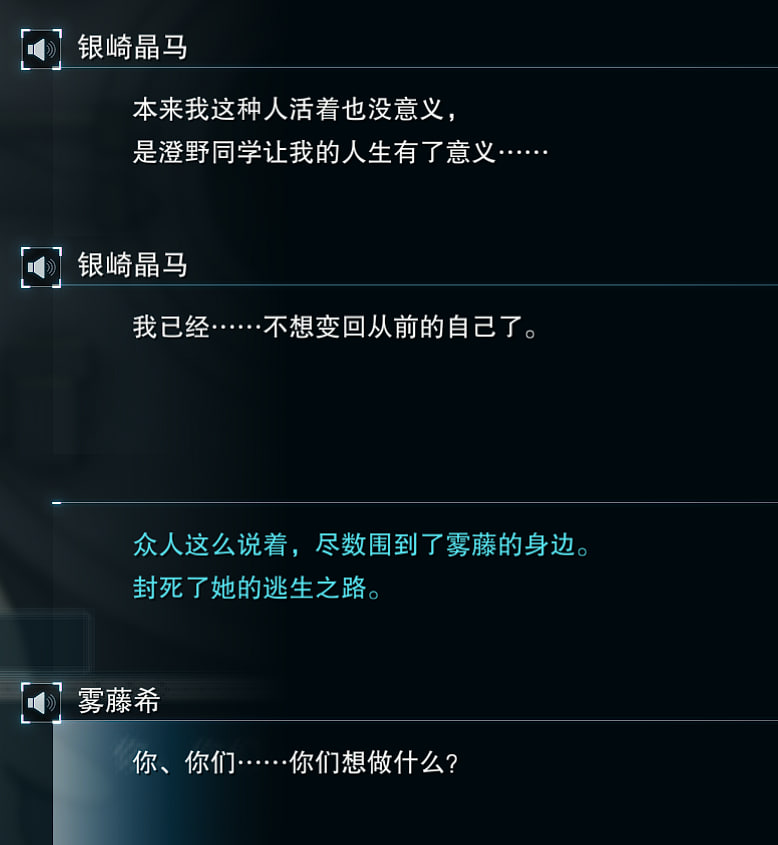 银崎晶马
本来我这种人活着也没意义，
是澄野同学让我的人生有了意义……
银崎晶马
我已经……不想变回从前的自己了。
众人这么说着，尽数围到了雾藤的身边。
封死了她的逃生之路。
雾藤希
你、你们……你们想做什么？